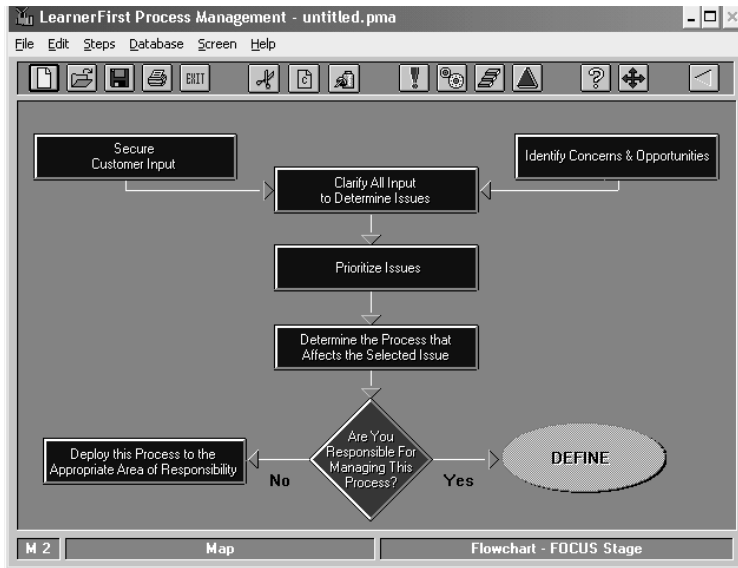 LearnerFirst Process Management - untitled.pma
File Edit Steps Database Screen Help
EXIT
C
Secure
Customer Input
Identify Concerns & Opportunities
Clarify All Input
to Determine Issues
Prioritize Issues
Determine the Process that
Affects the Selected Issue
Are You
Responsible For
Managing This
Process?
Deploy this Process to the
Appropriate Area of Responsibility
No
Yes
DEFINE
M 2
Map
Flowchart - FOCUS Stage